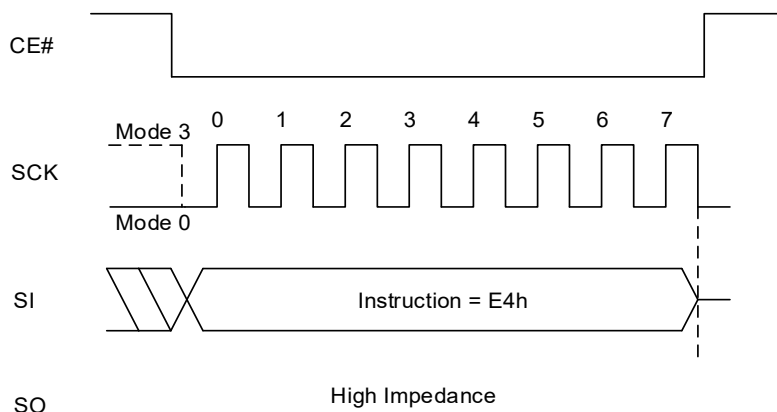 CE#
0 1 2 3 4 5 6 7
Mode 3
SCK
Mode 0
SI
Instruction = E4h
High Impedance
SO